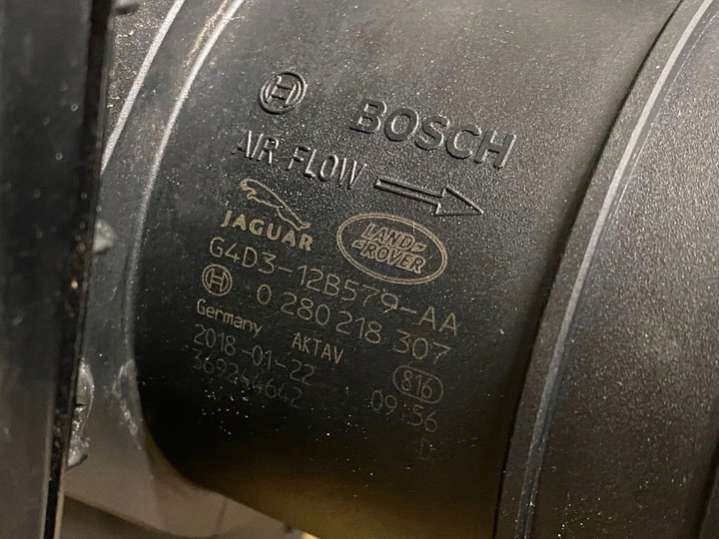 BOSCH
AIR FLOW
JAGUAR
LAND-
-ROVER
G4D3-12B579-AA
0 280 218 307
Germany AKTAV 816
2018-01-22 09:56
369244642 D